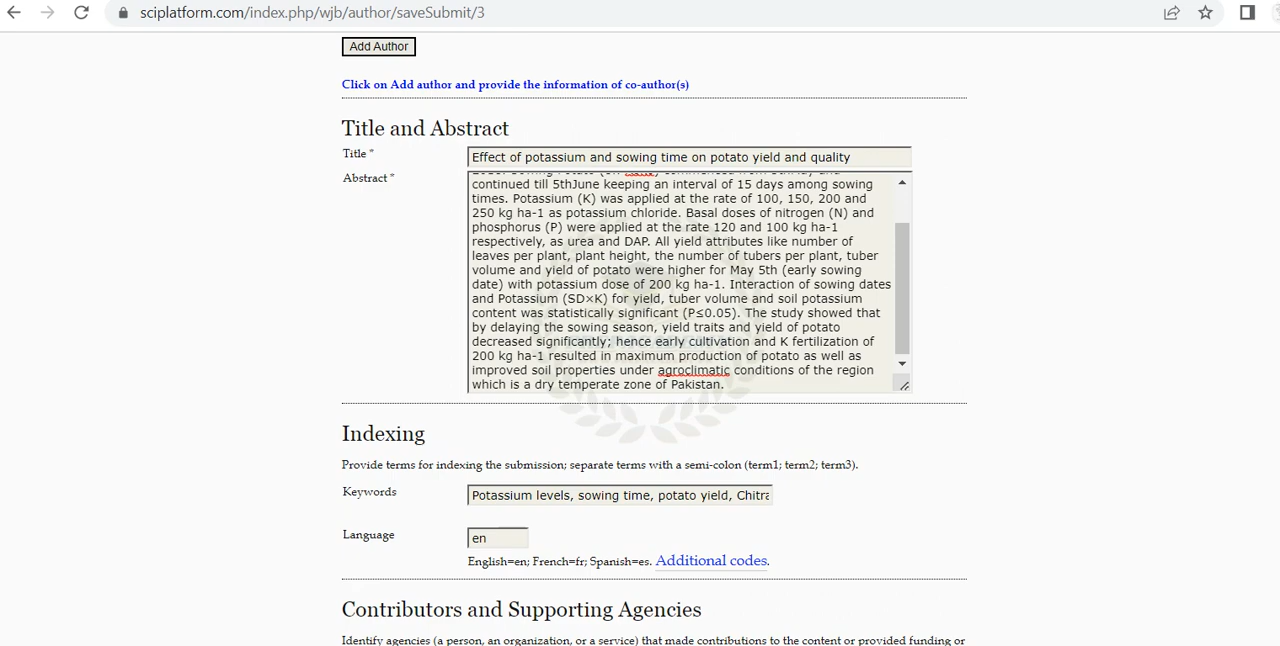 sciplatform.com/index.php/wjb/author/saveSubmit/3
Add Author
Click on Add author and provide the information of co-author(s)
Title and Abstract
Title * Effect of potassium and sowing time on potato yield and quality
Abstract *
continued till 5thJune keeping an interval of 15 days among sowing
times. Potassium (K) was applied at the rate of 100, 150, 200 and
250 kg ha-1 as potassium chloride. Basal doses of nitrogen (N) and
phosphorus (P) were applied at the rate 120 and 100 kg ha-1
respectively, as urea and DAP. All yield attributes like number of
leaves per plant, plant height, the number of tubers per plant, tuber
volume and yield of potato were higher for May 5th (early sowing
date) with potassium dose of 200 kg ha-1. Interaction of sowing dates
and Potassium (SD×K) for yield, tuber volume and soil potassium
content was statistically significant (P≤0.05). The study showed that
by delaying the sowing season, yield traits and yield of potato
decreased significantly; hence early cultivation and K fertilization of
200 kg ha-1 resulted in maximum production of potato as well as
improved soil properties under agroclimatic conditions of the region
which is a dry temperate zone of Pakistan.
Indexing
Provide terms for indexing the submission; separate terms with a semi-colon (term1; term2; term3).
Keywords Potassium levels, sowing time, potato yield, Chitra
Language en
English=en; French=fr; Spanish=es. Additional codes.
Contributors and Supporting Agencies
Identify agencies (a person, an organization, or a service) that made contributions to the content or provided funding or